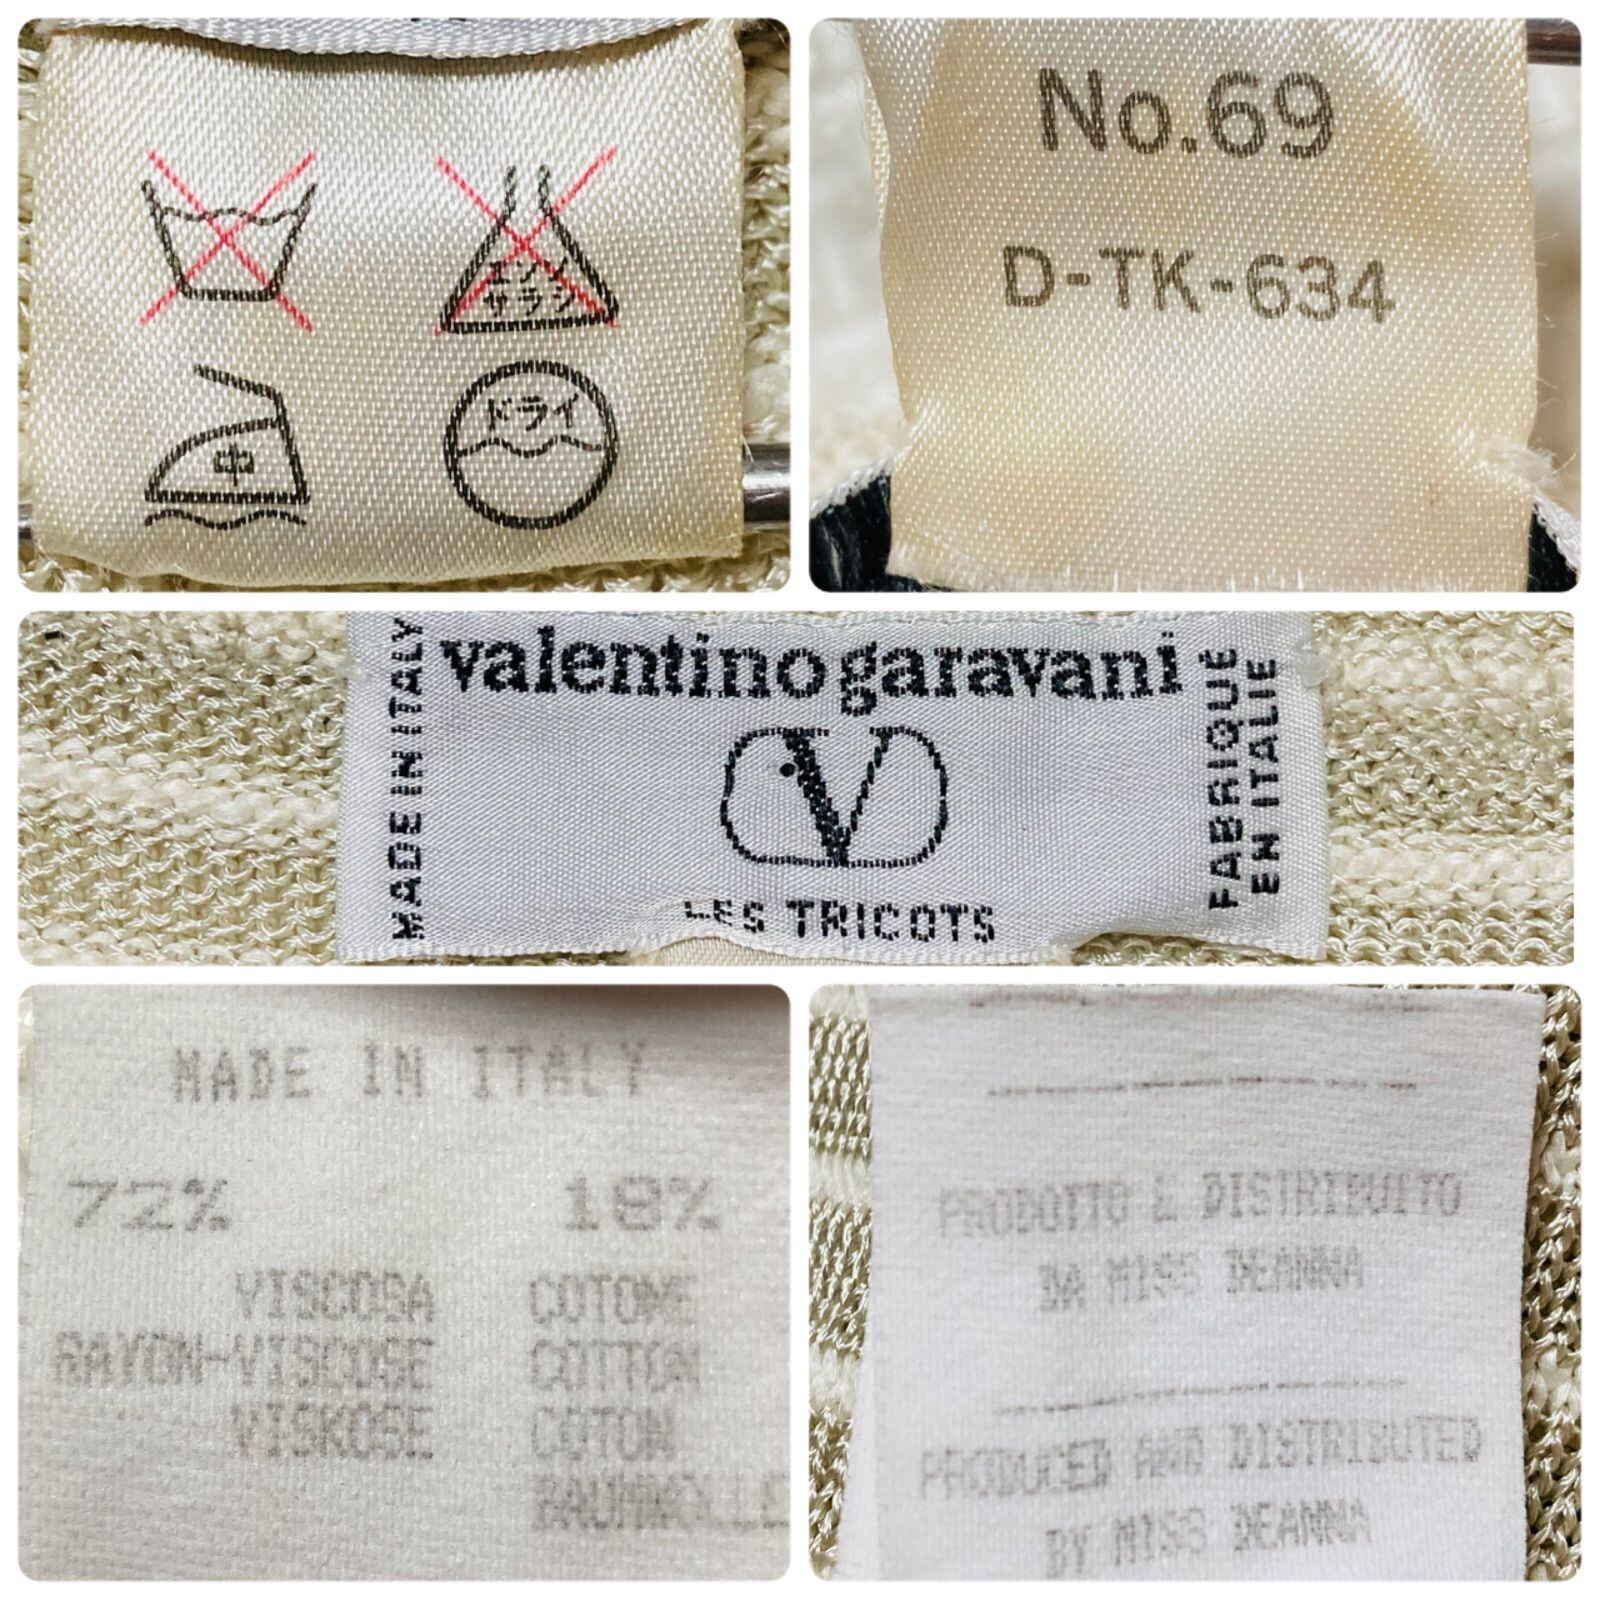 エンソ
サラシ
中
ドライ
No.69
D-TK-634
MADE IN ITALY
valentino garavani
V
LES TRICOTS
FABRIQUE
EN ITALIE
MADE IN ITALY
72% 18%
VISCOSA COTONE
RAYON-VISCOSE COTTON
VISKOSE COTON
BAUMWOLLE
PRODOTTO E DISTRIBUITO
DA MISS DEANNA
PRODUCED AND DISTRIBUTED
BY MISS DEANNA